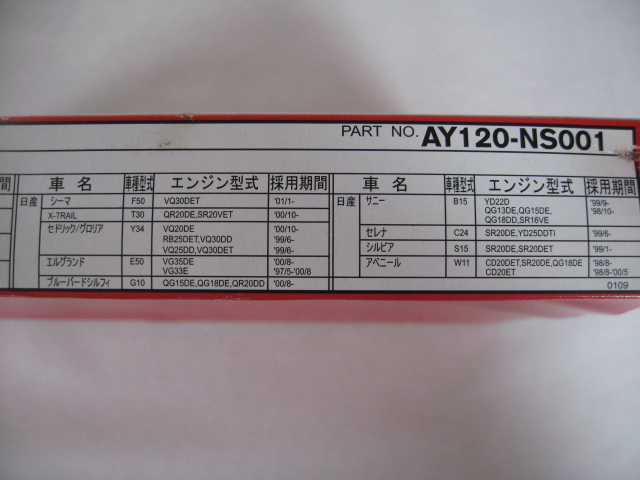 PART NO. AY120-NS001
車名 車種型式 エンジン型式 採用期間
日産 シーマ F50 VQ30DET '01/1-
X-TRAIL T30 QR20DE,SR20VET '00/10-
セドリック/グロリア Y34 VQ20DE '00/10-
RB25DET,VQ30DD '99/6-
VQ25DD,VQ30DET '99/6-
エルグランド E50 VG35DE '00/8-
VG33E '97/5-'00/8
ブルーバードシルフィ G10 QG15DE,QG18DE,QR20DD '00/8-
車名 車種型式 エンジン型式 採用期間
日産 サニー B15 YD22D '99/9-
QG13DE,QG15DE, '98/10-
QG18DD,SR16VE
セレナ C24 SR20DE,YD25DDTI '99/6-
シルビア S15 SR20DE,SR20DET '99/1-
アベニール W11 CD20DET,SR20DE,QG18DE '98/8-
CD20ET '98/8-'00/5
0109